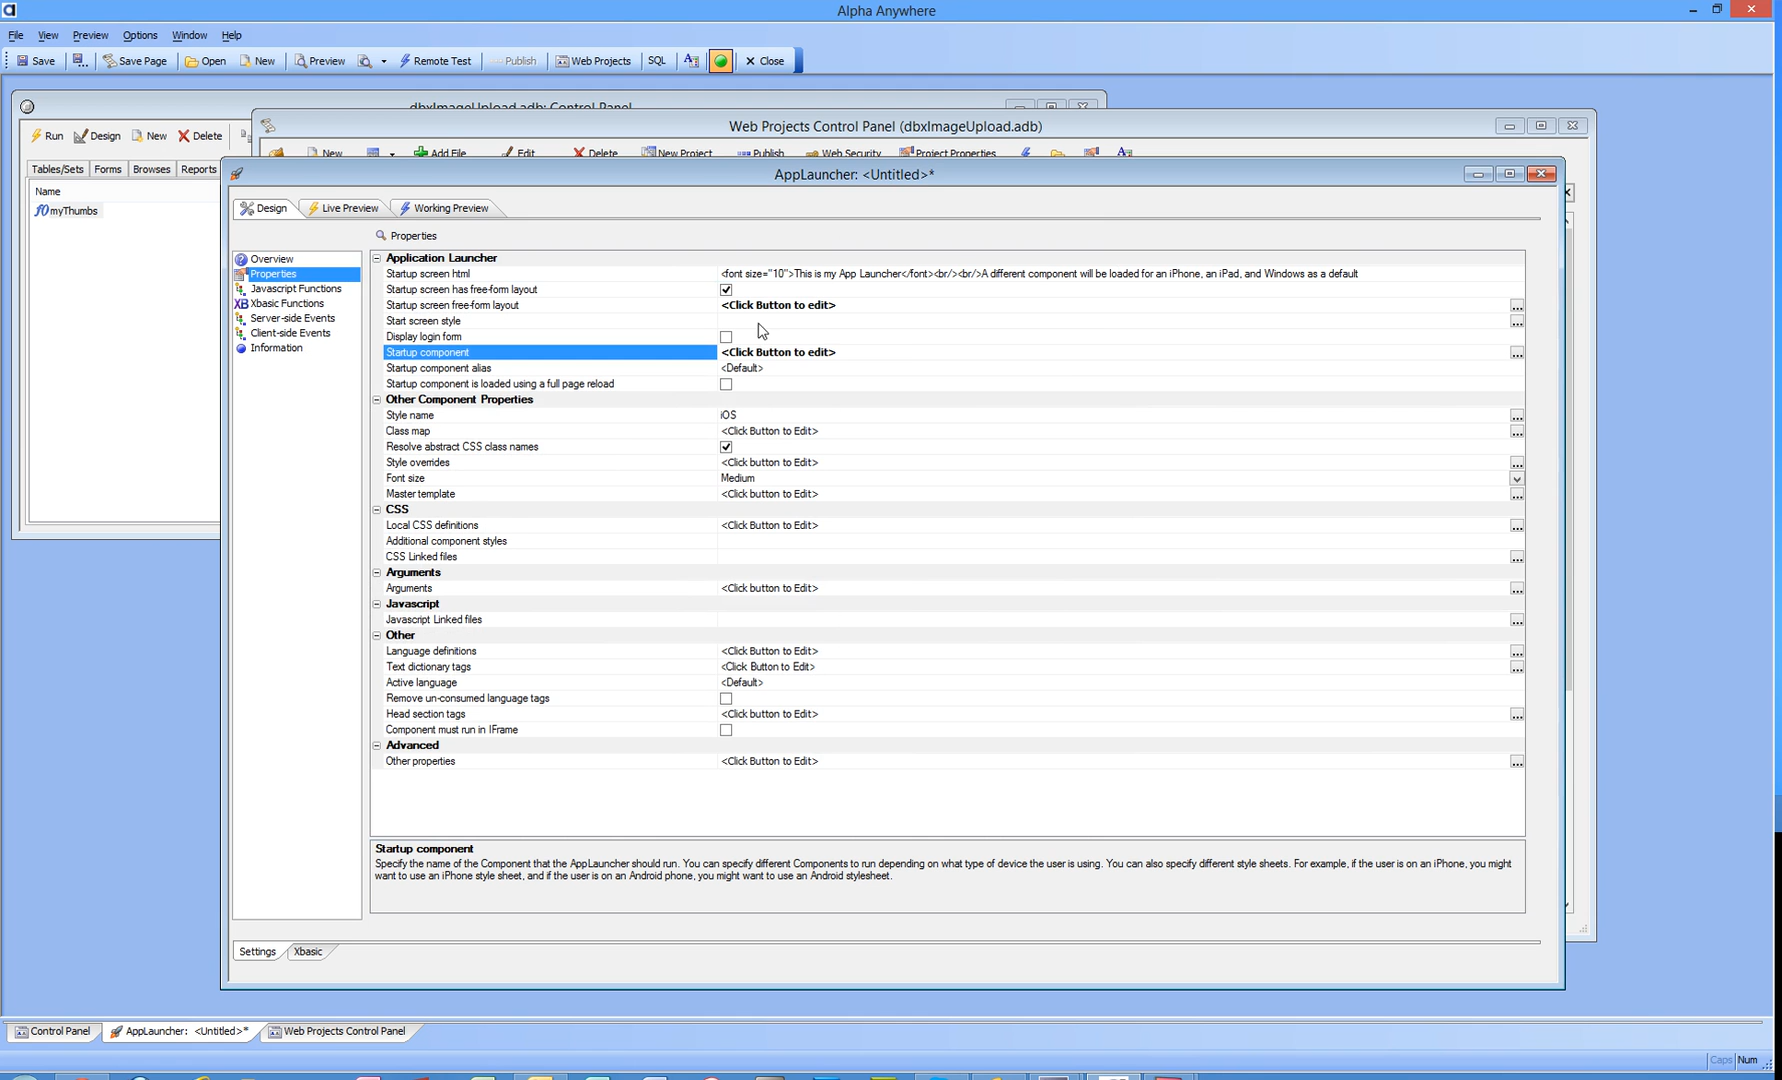 Alpha Anywhere
File View Preview Options Window Help
Save Save Page Open New Preview Remote Test Publish Web Projects SQL Close
dbxImageUpload.adb: Control Panel
Web Projects Control Panel (dbxImageUpload.adb)
Run Design New Delete
New Add File Edit Delete New Project Publish Web Security Project Properties
Tables/Sets Forms Browses Reports
Name
myThumbs
AppLauncher: <Untitled>*
Design Live Preview Working Preview
Properties
Overview
Properties
Javascript Functions
Xbasic Functions
Server-side Events
Client-side Events
Information
Application Launcher
Startup screen html <font size="10">This is my App Launcher</font><br/><br/>A different component will be loaded for an iPhone, an iPad, and Windows as a default
Startup screen has free-form layout
Startup screen free-form layout <Click Button to edit>
Start screen style
Display login form
Startup component <Click Button to edit>
Startup component alias <Default>
Startup component is loaded using a full page reload
Other Component Properties
Style name iOS
Class map <Click Button to Edit>
Resolve abstract CSS class names
Style overrides <Click button to Edit>
Font size Medium
Master template <Click button to Edit>
CSS
Local CSS definitions <Click Button to Edit>
Additional component styles
CSS Linked files
Arguments
Arguments <Click button to Edit>
Javascript
Javascript Linked files
Other
Language definitions <Click Button to Edit>
Text dictionary tags <Click Button to Edit>
Active language <Default>
Remove un-consumed language tags
Head section tags <Click button to Edit>
Component must run in IFrame
Advanced
Other properties <Click Button to Edit>
Startup component
Specify the name of the Component that the AppLauncher should run. You can specify different Components to run depending on what type of device the user is using. You can also specify different style sheets. For example, if the user is on an iPhone, you might
want to use an iPhone style sheet, and if the user is on an Android phone, you might want to use an Android stylesheet.
Settings Xbasic
Control Panel AppLauncher: <Untitled>* Web Projects Control Panel
Caps Num